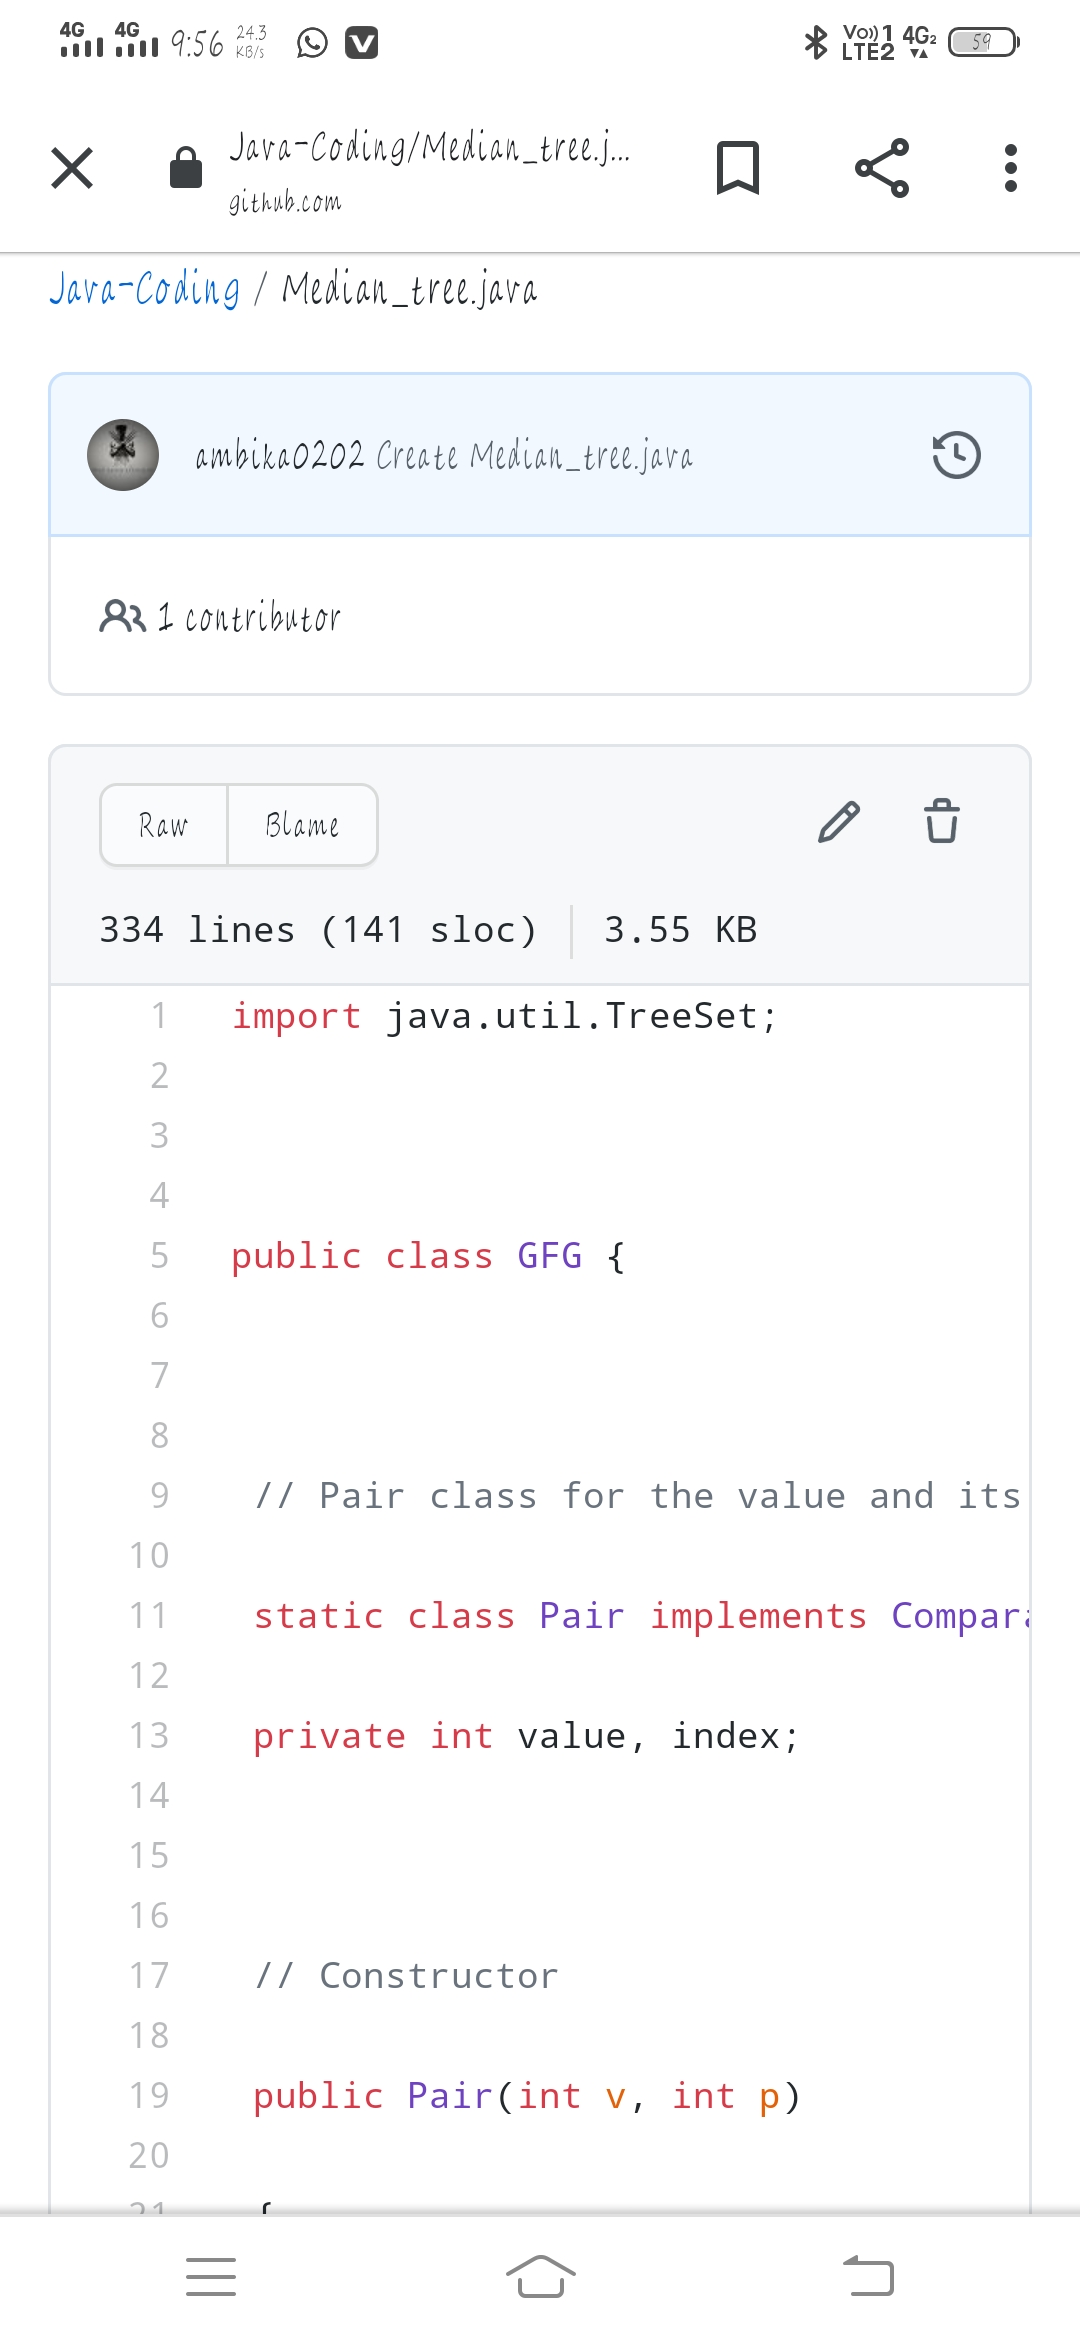 4G 4G 9:56 24.3 KB/s Vo)) 1 LTE2 4G2 59
Java-Coding/Median_tree.j...
github.com
Java-Coding / Median_tree.java
ambika0202 Create Median_tree.java
1 contributor
Raw Blame
334 lines (141 sloc) 3.55 KB
1 import java.util.TreeSet;
2
3
4
5 public class GFG {
6
7
8
9 // Pair class for the value and its
10
11 static class Pair implements Compara
12
13 private int value, index;
14
15
16
17 // Constructor
18
19 public Pair(int v, int p)
20
21 {